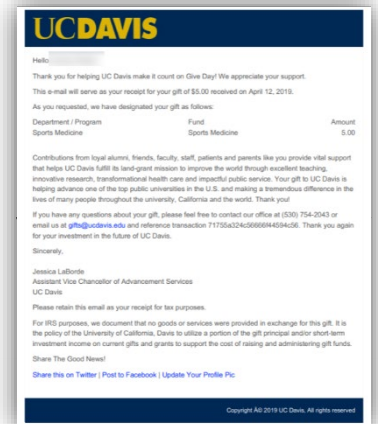 UCDAVIS
Hello
Thank you for helping UC Davis make it count on Give Day! We appreciate your support.
This e-mail will serve as your receipt for your gift of $5.00 received on April 12, 2019.
As you requested, we have designated your gift as follows:
Department / Program Fund Amount
Sports Medicine Sports Medicine 5.00
Contributions from loyal alumni, friends, faculty, staff, patients and parents like you provide vital support
that helps UC Davis fulfill its land-grant mission to improve the world through excellent teaching,
innovative research, transformational health care and impactful public service. Your gift to UC Davis is
helping advance one of the top public universities in the U.S. and making a tremendous difference in the
lives of many people throughout the university, California and the world. Thank you!
If you have any questions about your gift, please feel free to contact our office at (530) 754-2043 or
email us at gifts@ucdavis.edu and reference transaction Thank you again
for your investment in the future of UC Davis.
Sincerely,
Jessica LaBorde
Assistant Vice Chancellor of Advancement Services
UC Davis
Please retain this email as your receipt for tax purposes.
For IRS purposes, we document that no goods or services were provided in exchange for this gift. It is
the policy of the University of California, Davis to utilize a portion of the gift principal and/or short-term
investment income on current gifts and grants to support the cost of raising and administering gift funds.
Share The Good News!
Share this on Twitter | Post to Facebook | Update Your Profile Pic
Copyright Â© 2019 UC Davis, All rights reserved